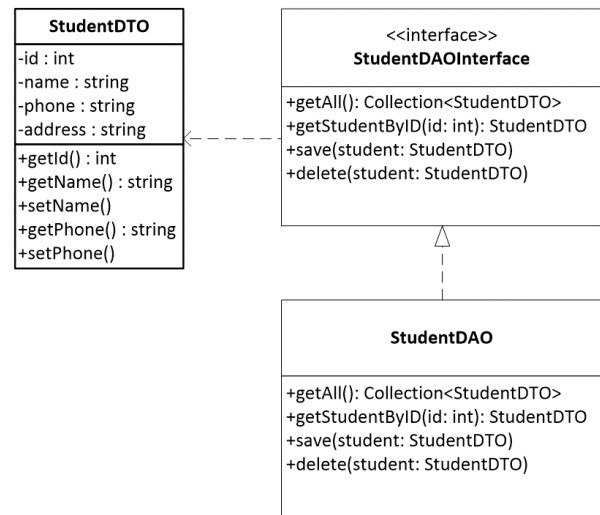 StudentDTO
-id : int
-name : string
-phone : string
-address : string
+getId() : int
+getName() : string
+setName()
+getPhone() : string
+setPhone()
<<interface>>
StudentDAOInterface
+getAll(): Collection<StudentDTO>
+getStudentByID(id: int): StudentDTO
+save(student: StudentDTO)
+delete(student: StudentDTO)
StudentDAO
+getAll(): Collection<StudentDTO>
+getStudentByID(id: int): StudentDTO
+save(student: StudentDTO)
+delete(student: StudentDTO)